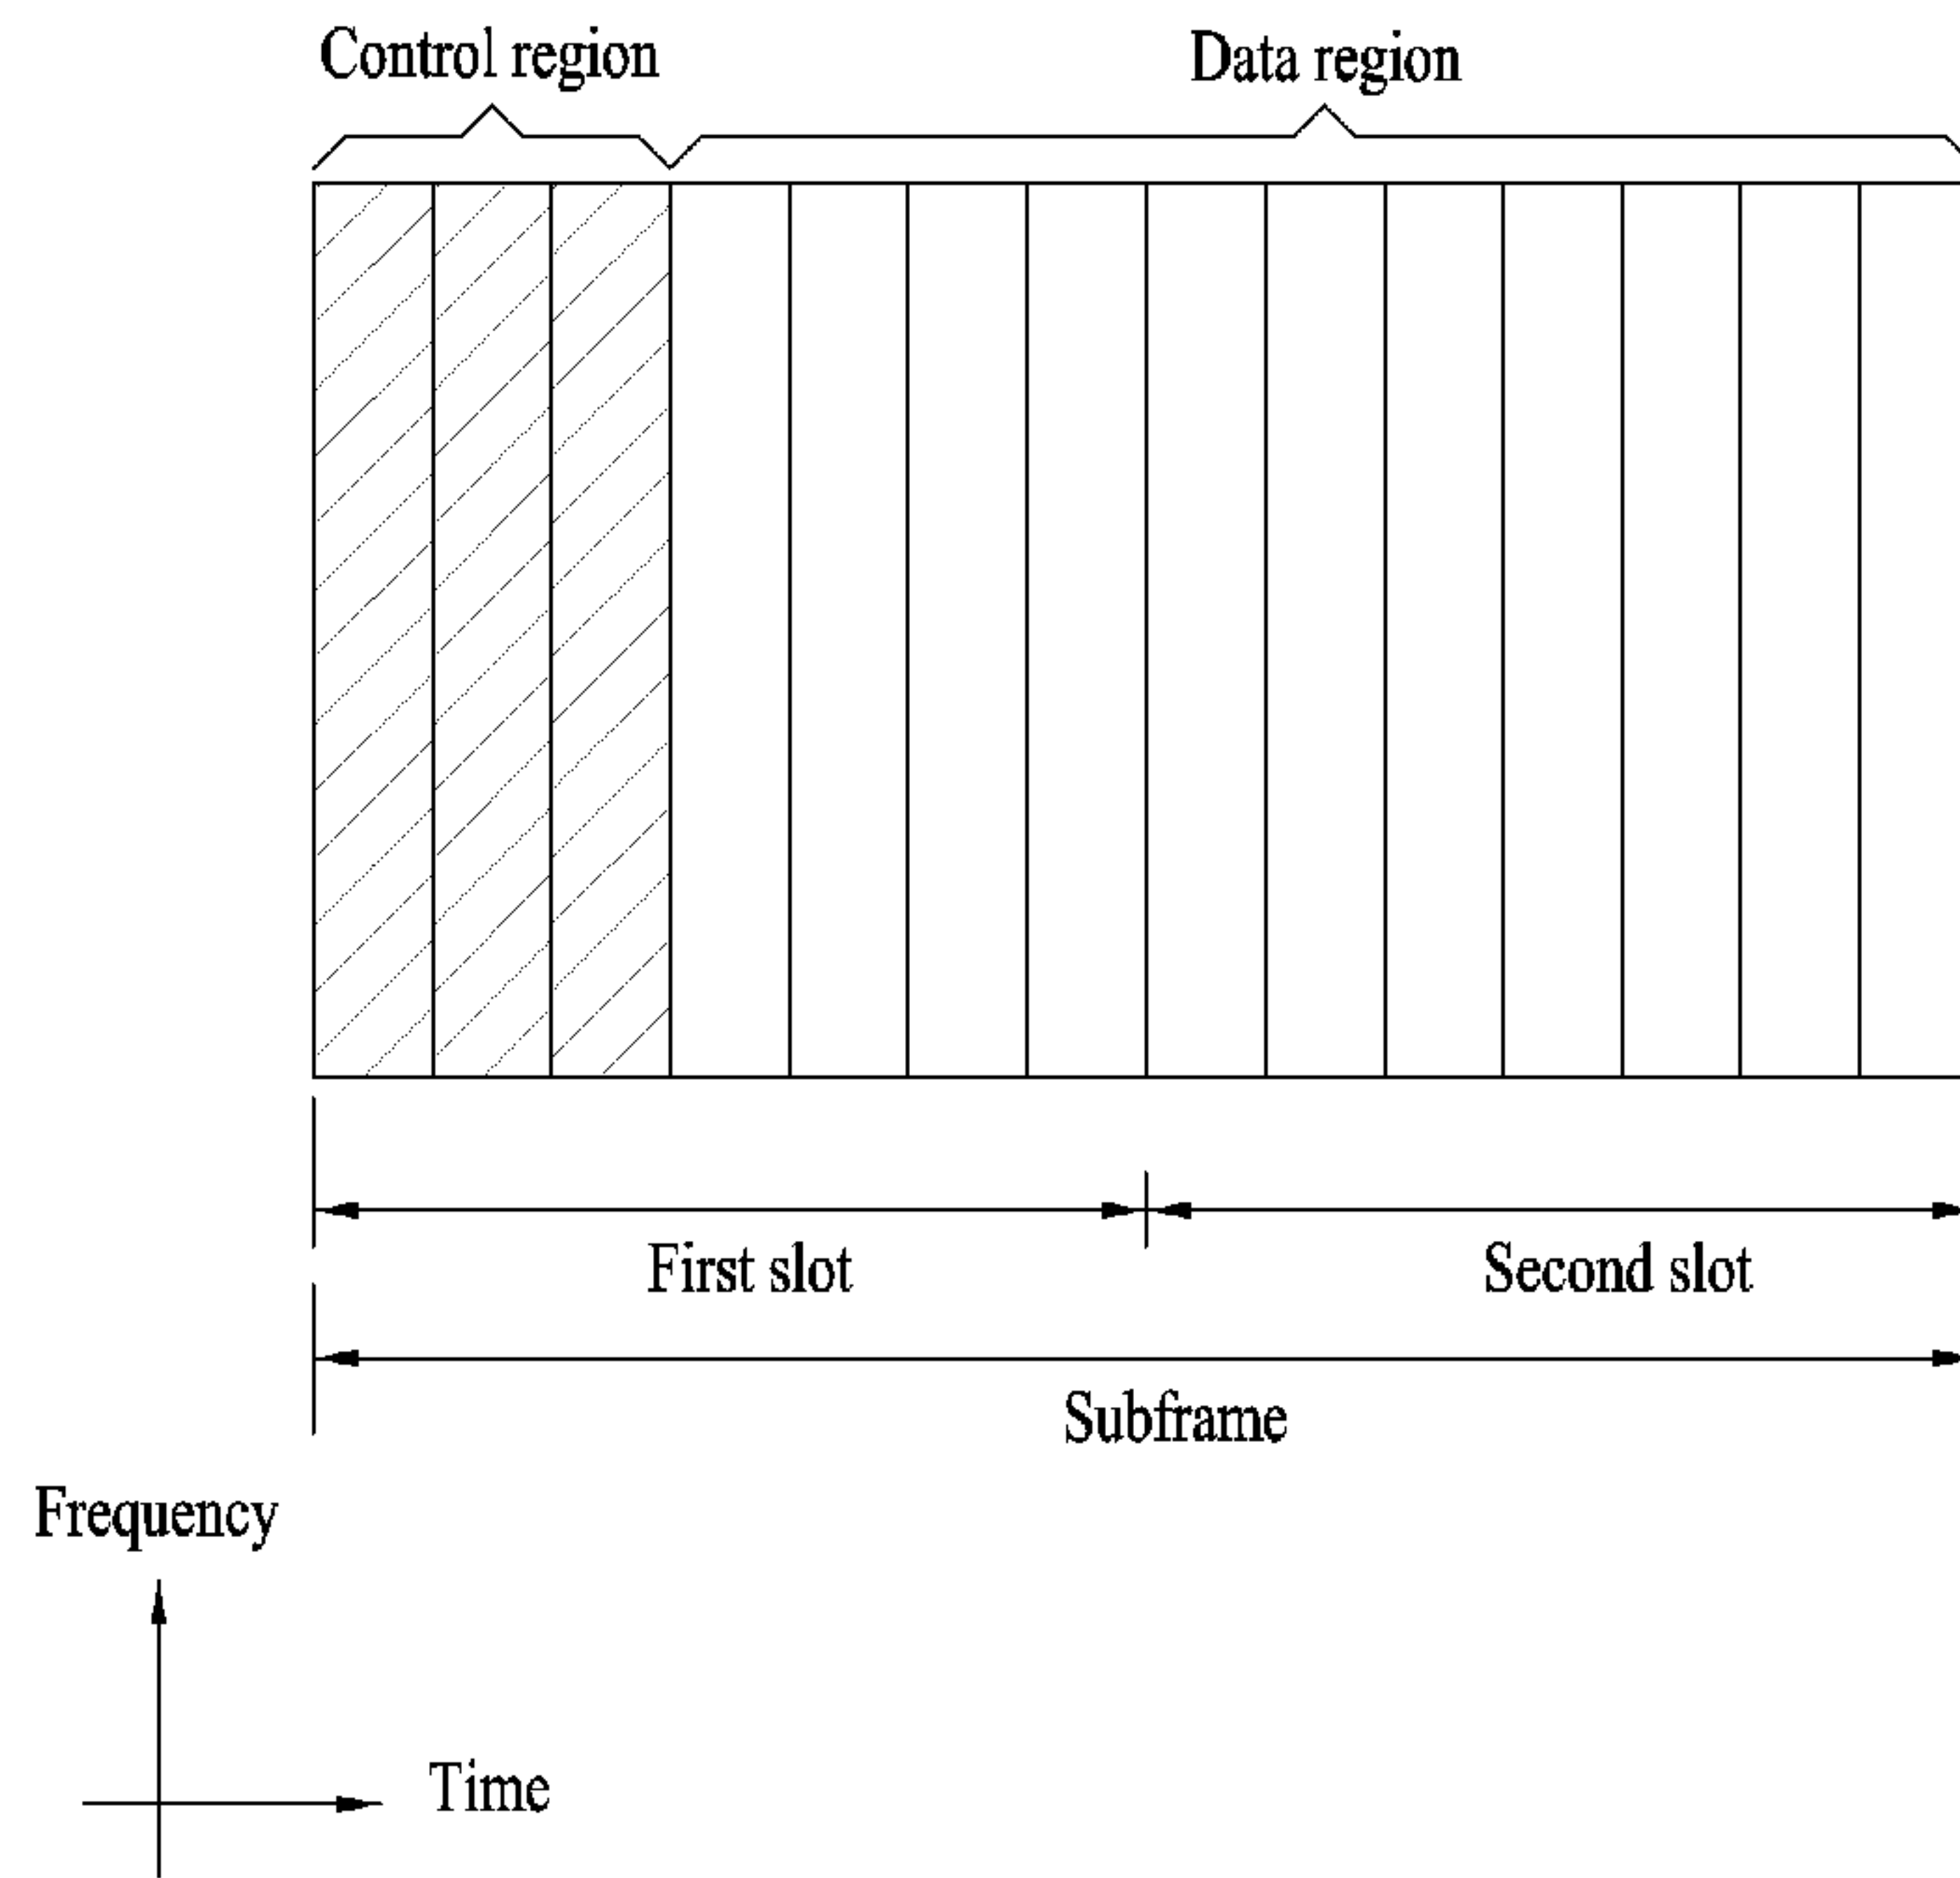 Control region
Data region
First slot
Second slot
Subframe
Frequency
Time